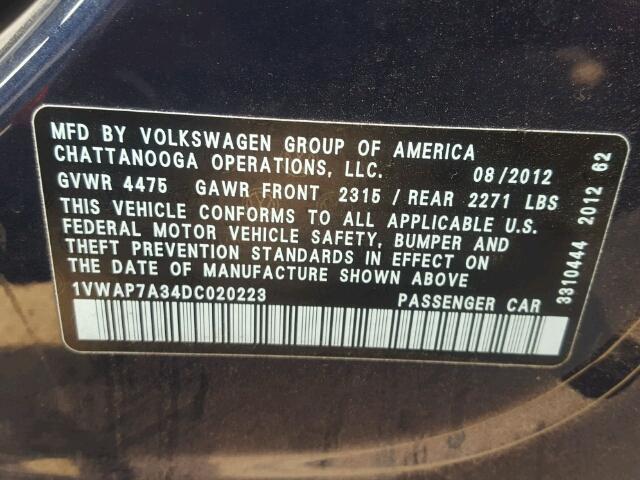 MFD BY VOLKSWAGEN GROUP OF AMERICA
CHATTANOOGA OPERATIONS, LLC. 08/2012
GVWR 4475 GAWR FRONT 2315 / REAR 2271 LBS
THIS VEHICLE CONFORMS TO ALL APPLICABLE U.S.
FEDERAL MOTOR VEHICLE SAFETY, BUMPER AND
THEFT PREVENTION STANDARDS IN EFFECT ON
THE DATE OF MANUFACTURE SHOWN ABOVE
1VWAP7A34DC020223 PASSENGER CAR
3310444 2012 62